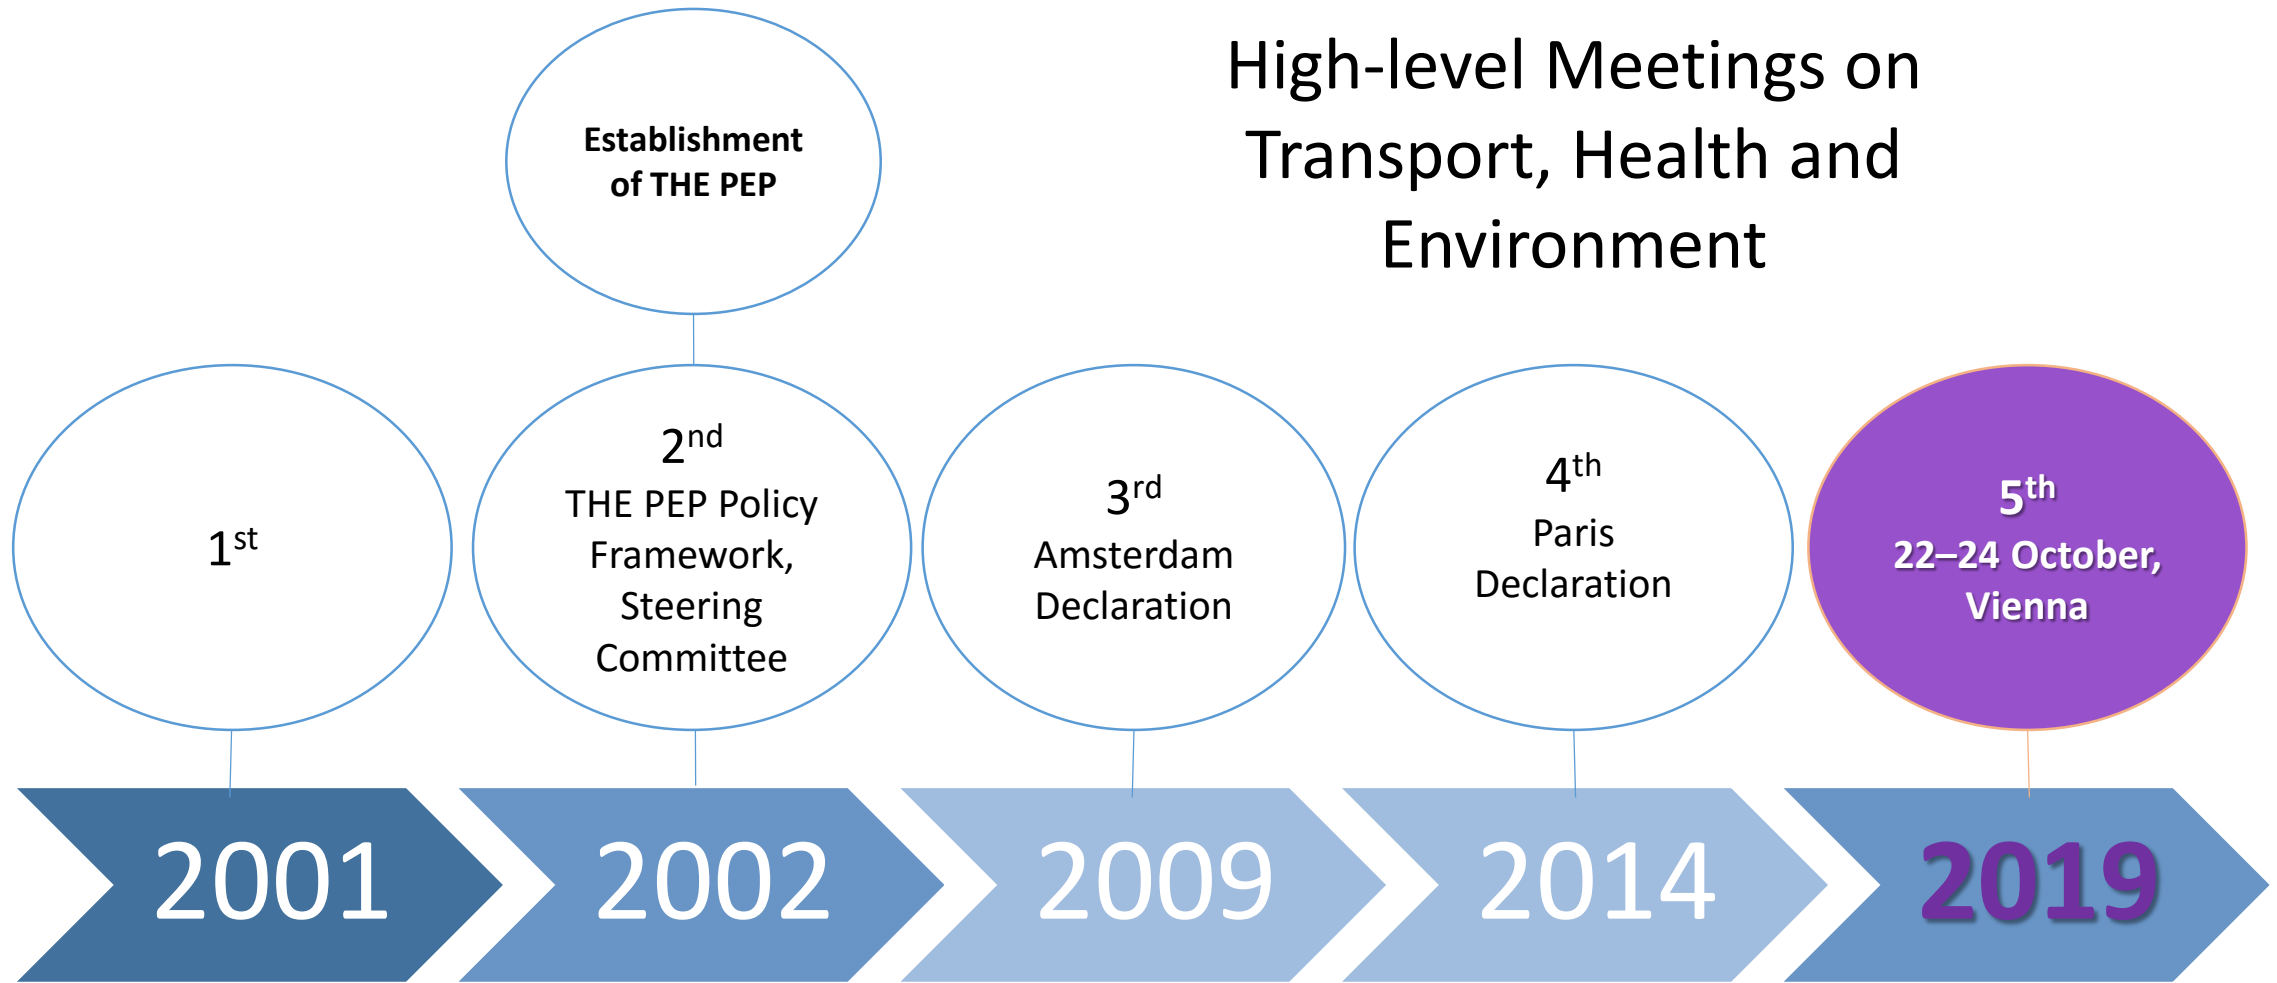 High-level Meetings on
Transport, Health and
Environment
Establishment
of THE PEP
1st
2nd
THE PEP Policy
Framework,
Steering
Committee
3rd
Amsterdam
Declaration
4th
Paris
Declaration
5th
22–24 October,
Vienna
2001
2002
2009
2014
2019